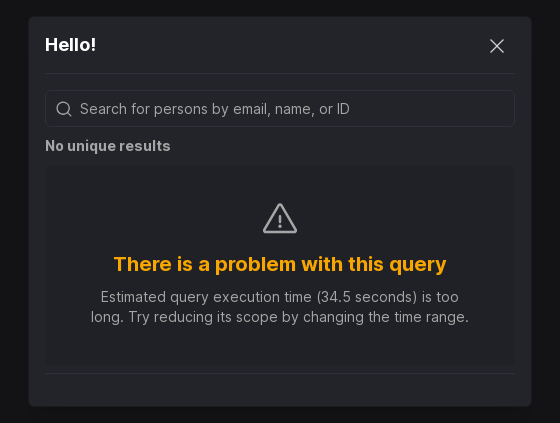 Hello!
Search for persons by email, name, or ID
No unique results
There is a problem with this query
Estimated query execution time (34.5 seconds) is too
long. Try reducing its scope by changing the time range.